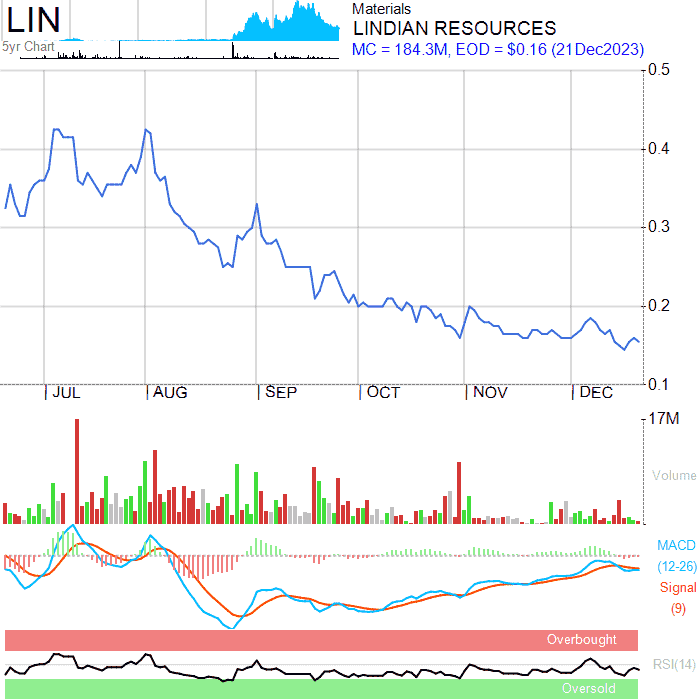 LIN
5yr Chart
Materials
LINDIAN RESOURCES
MC = 184.3M, EOD = $0.16 (21Dec2023)
0.5
0.4
0.3
0.2
0.1
JUL AUG SEP OCT NOV DEC
17M
Volume
MACD
(12-26)
Signal
(9)
Overbought
RSI(14)
Oversold